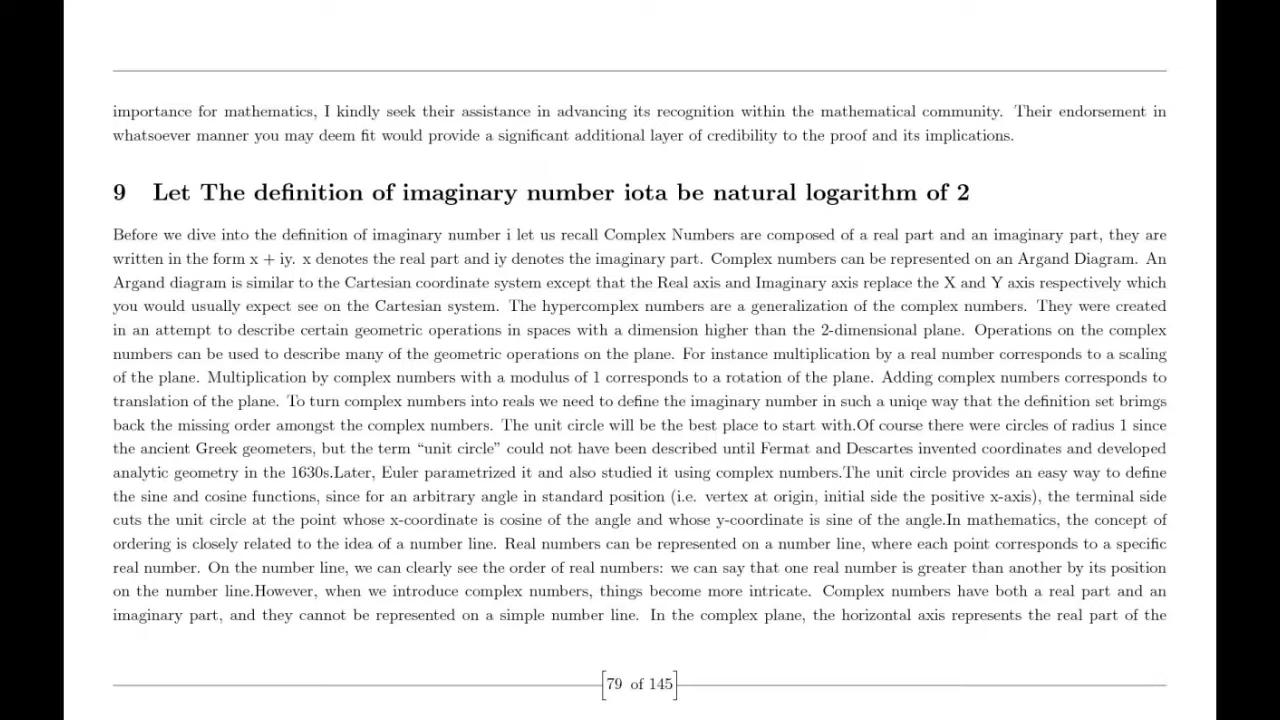 importance for mathematics, I kindly seek their assistance in advancing its recognition within the mathematical community. Their endorsement in
whatsoever manner you may deem fit would provide a significant additional layer of credibility to the proof and its implications.
9 Let The definition of imaginary number iota be natural logarithm of 2
Before we dive into the definition of imaginary number i let us recall Complex Numbers are composed of a real part and an imaginary part, they are
written in the form x + iy. x denotes the real part and iy denotes the imaginary part. Complex numbers can be represented on an Argand Diagram. An
Argand diagram is similar to the Cartesian coordinate system except that the Real axis and Imaginary axis replace the X and Y axis respectively which
you would usually expect see on the Cartesian system. The hypercomplex numbers are a generalization of the complex numbers. They were created
in an attempt to describe certain geometric operations in spaces with a dimension higher than the 2-dimensional plane. Operations on the complex
numbers can be used to describe many of the geometric operations on the plane. For instance multiplication by a real number corresponds to a scaling
of the plane. Multiplication by complex numbers with a modulus of 1 corresponds to a rotation of the plane. Adding complex numbers corresponds to
translation of the plane. To turn complex numbers into reals we need to define the imaginary number in such a uniqe way that the definition set brings
back the missing order amongst the complex numbers. The unit circle will be the best place to start with.Of course there were circles of radius 1 since
the ancient Greek geometers, but the term “unit circle” could not have been described until Fermat and Descartes invented coordinates and developed
analytic geometry in the 1630s.Later, Euler parametrized it and also studied it using complex numbers.The unit circle provides an easy way to define
the sine and cosine functions, since for an arbitrary angle in standard position (i.e. vertex at origin, initial side the positive x-axis), the terminal side
cuts the unit circle at the point whose x-coordinate is cosine of the angle and whose y-coordinate is sine of the angle.In mathematics, the concept of
ordering is closely related to the idea of a number line. Real numbers can be represented on a number line, where each point corresponds to a specific
real number. On the number line, we can clearly see the order of real numbers: we can say that one real number is greater than another by its position
on the number line.However, when we introduce complex numbers, things become more intricate. Complex numbers have both a real part and an
imaginary part, and they cannot be represented on a simple number line. In the complex plane, the horizontal axis represents the real part of the
[79 of 145]